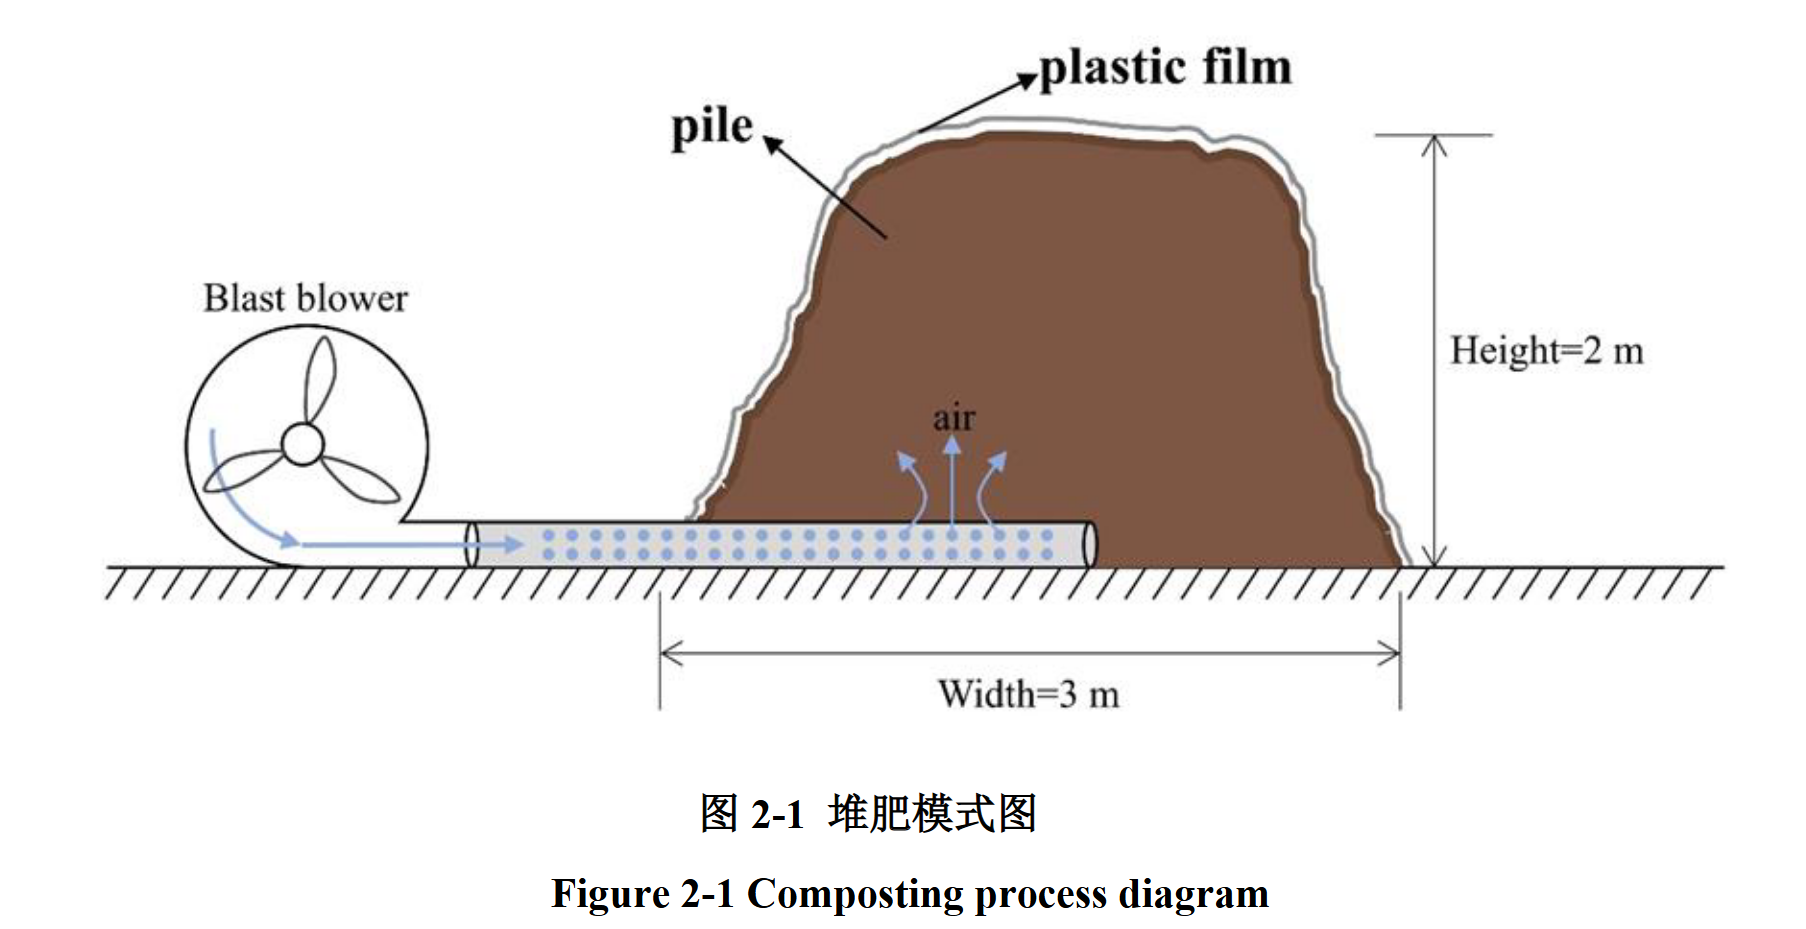 plastic film
pile
Blast blower
Height=2 m
air
Width=3 m
图 2-1 堆肥模式图
Figure 2-1 Composting process diagram